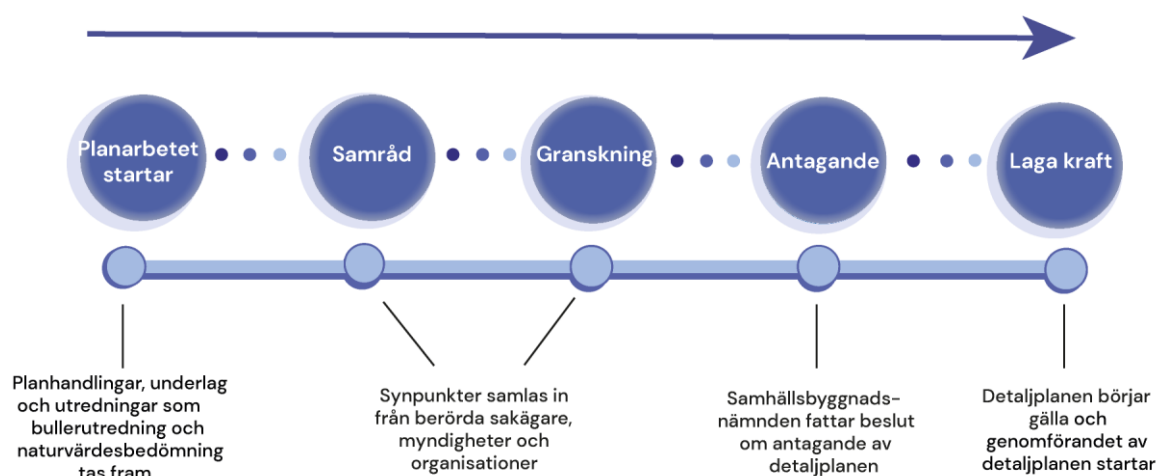 Planarbetet
startar
Samråd
Granskning
Antagande
Laga kraft
Planhandlingar, underlag
och utredningar som
bullerutredning och
naturvärdesbedömning
tas fram
Synpunkter samlas in
från berörda sakägare,
myndigheter och
organisationer
Samhällsbyggnads-
nämnden fattar beslut
om antagande av
detaljplanen
Detaljplanen börjar
gälla och
genomförandet av
detaljplanen startar